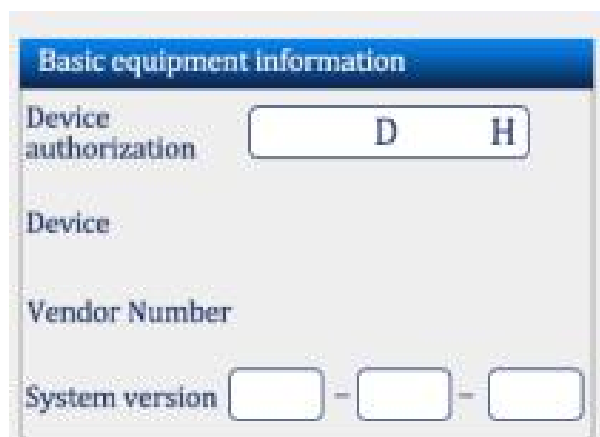 Basic equipment information
Device
authorization
D H
Device
Vendor Number
System version - -